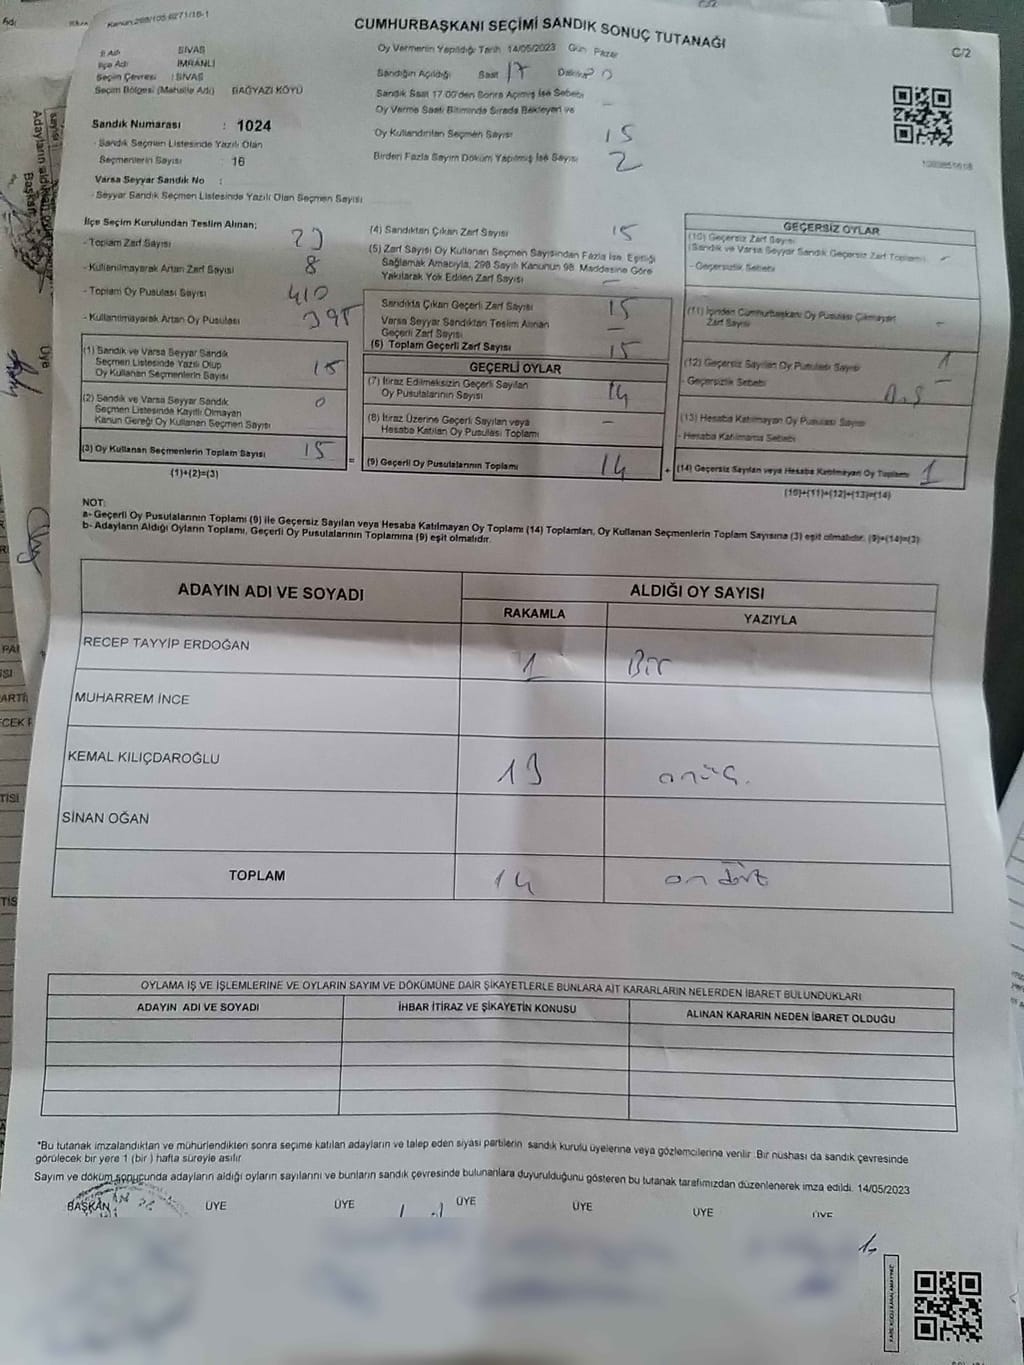 Kanun:298/105 6271/16-1
CUMHURBAŞKANI SEÇİMİ SANDIK SONUÇ TUTANAĞI
C/2
İl Adı SİVAS
İlçe Adı İMRANLI
Seçim Çevresi : SİVAS
Seçim Bölgesi (Mahalle Adı) BAĞYAZI KÖYÜ
Sandık Numarası : 1024
- Sandık Seçmen Listesinde Yazılı Olan
Seçmenlerin Sayısı : 16
Varsa Seyyar Sandık No :
- Seyyar Sandık Seçmen Listesinde Yazılı Olan Seçmen Sayısı
Oy Vermenin Yapıldığı Tarih 14/05/2023 Gün Pazar
Sandığın Açıldığı Saat 17 Dakika
Sandık Saat 17:00'den Sonra Açılmış İse Sebebi
Oy Verme Saati Bitiminde Sırada Bekleyen ve
Oy Kullandırılan Seçmen Sayısı 15
Birden Fazla Sayım Döküm Yapılmış İse Sayısı 2
İlçe Seçim Kurulundan Teslim Alınan;
- Toplam Zarf Sayısı 23
- Kullanılmayarak Artan Zarf Sayısı 8
- Toplam Oy Pusulası Sayısı 410
- Kullanılmayarak Artan Oy Pusulası 395
(1) Sandık ve Varsa Seyyar Sandık
Seçmen Listesinde Yazılı Olup
Oy Kullanan Seçmenlerin Sayısı 15
(2) Sandık ve Varsa Seyyar Sandık
Seçmen Listesinde Kayıtlı Olmayan
Kanun Gereği Oy Kullanan Seçmen Sayısı 0
(3) Oy Kullanan Seçmenlerin Toplam Sayısı 15 =
(1)+(2)=(3)
(4) Sandıktan Çıkan Zarf Sayısı 15
(5) Zarf Sayısı Oy Kullanan Seçmen Sayısından Fazla İse, Eşitliği
Sağlamak Amacıyla, 298 Sayılı Kanunun 98. Maddesine Göre
Yakılarak Yok Edilen Zarf Sayısı –
Sandıkta Çıkan Geçerli Zarf Sayısı 15
Varsa Seyyar Sandıktan Teslim Alınan
Geçerli Zarf Sayısı –
(6) Toplam Geçerli Zarf Sayısı 15
GEÇERLİ OYLAR
(7) İtiraz Edilmeksizin Geçerli Sayılan
Oy Pusulalarının Sayısı 14
(8) İtiraz Üzerine Geçerli Sayılan veya
Hesaba Katılan Oy Pusulası Toplamı –
(9) Geçerli Oy Pusulalarının Toplamı 14 +
GEÇERSİZ OYLAR
(10) Geçersiz Zarf Sayısı
(Sandık ve Varsa Seyyar Sandık Geçersiz Zarf Toplamı) –
- Geçersizlik Sebebi
(11) İçinden Cumhurbaşkanı Oy Pusulası Çıkmayan
Zarf Sayısı –
(12) Geçersiz Sayılan Oy Pusulası Sayısı 1
- Geçersizlik Sebebi
(13) Hesaba Katılmayan Oy Pusulası Sayısı
- Hesaba Katılmama Sebebi
(14) Geçersiz Sayılan veya Hesaba Katılmayan Oy Toplamı 1
(10)+(11)+(12)+(13)=(14)
NOT:
a- Geçerli Oy Pusulalarının Toplamı (9) ile Geçersiz Sayılan veya Hesaba Katılmayan Oy Toplamı (14) Toplamları, Oy Kullanan Seçmenlerin Toplam Sayısına (3) eşit olmalıdır. (9)+(14)=(3)
b- Adayların Aldığı Oyların Toplamı, Geçerli Oy Pusulalarının Toplamına (9) eşit olmalıdır.
ADAYIN ADI VE SOYADI ALDIĞI OY SAYISI
RAKAMLA YAZIYLA
RECEP TAYYİP ERDOĞAN 1 Bir
MUHARREM İNCE
KEMAL KILIÇDAROĞLU 13 onüç.
SİNAN OĞAN
TOPLAM 14 on dört
OYLAMA İŞ VE İŞLEMLERİNE VE OYLARIN SAYIM VE DÖKÜMÜNE DAİR ŞİKAYETLERLE BUNLARA AİT KARARLARIN NELERDEN İBARET BULUNDUKLARI
ADAYIN ADI VE SOYADI İHBAR İTİRAZ VE ŞİKAYETİN KONUSU ALINAN KARARIN NEDEN İBARET OLDUĞU
*Bu tutanak imzalandıktan ve mühürlendikten sonra seçime katılan adayların ve talep eden siyasi partilerin sandık kurulu üyelerine veya gözlemcilerine verilir. Bir nüshası da sandık çevresinde
görülecek bir yere 1 (bir ) hafta süreyle asılır.
Sayım ve döküm sonucunda adayların aldığı oyların sayılarını ve bunların sandık çevresinde bulunanlara duyurulduğunu gösteren bu tutanak tarafımızdan düzenlenerek imza edildi. 14/05/2023
BAŞKAN ÜYE ÜYE ÜYE ÜYE ÜYE ÜYE